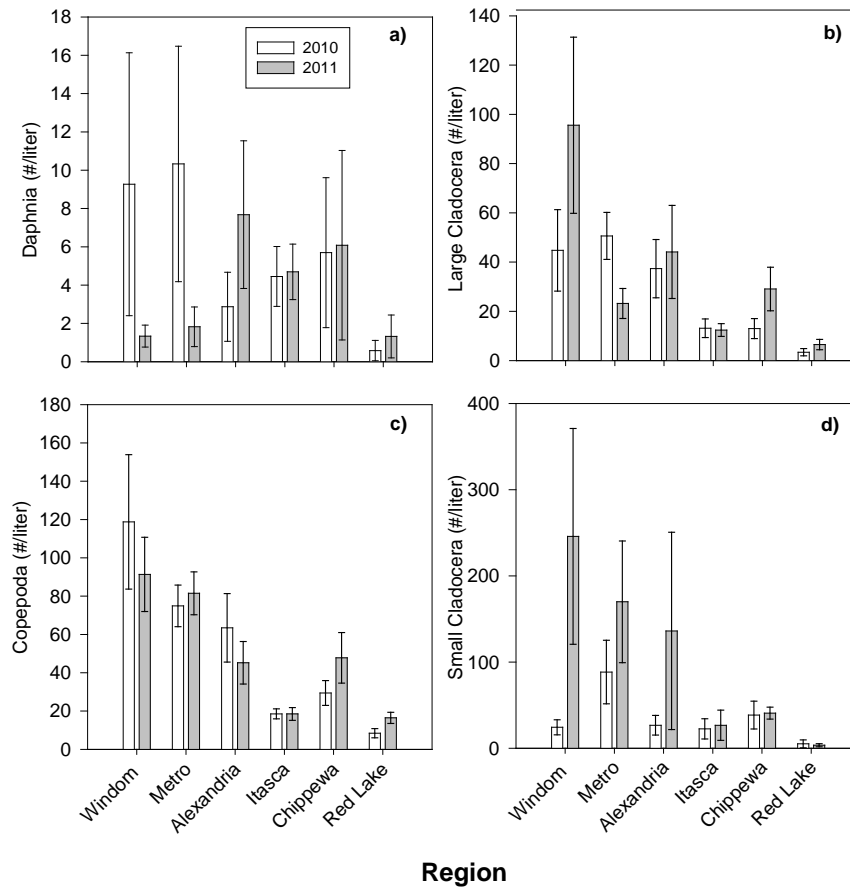 a)
2010
2011
18
16
14
12
10
8
6
4
2
0
Daphnia (#/liter)
b)
140
120
100
80
60
40
20
0
Large Cladocera (#/liter)
c)
180
160
140
120
100
80
60
40
20
0
Copepoda (#/liter)
Windom
Metro
Alexandria
Itasca
Chippewa
Red Lake
d)
400
300
200
100
0
Small Cladocera (#/liter)
Windom
Metro
Alexandria
Itasca
Chippewa
Red Lake
Region